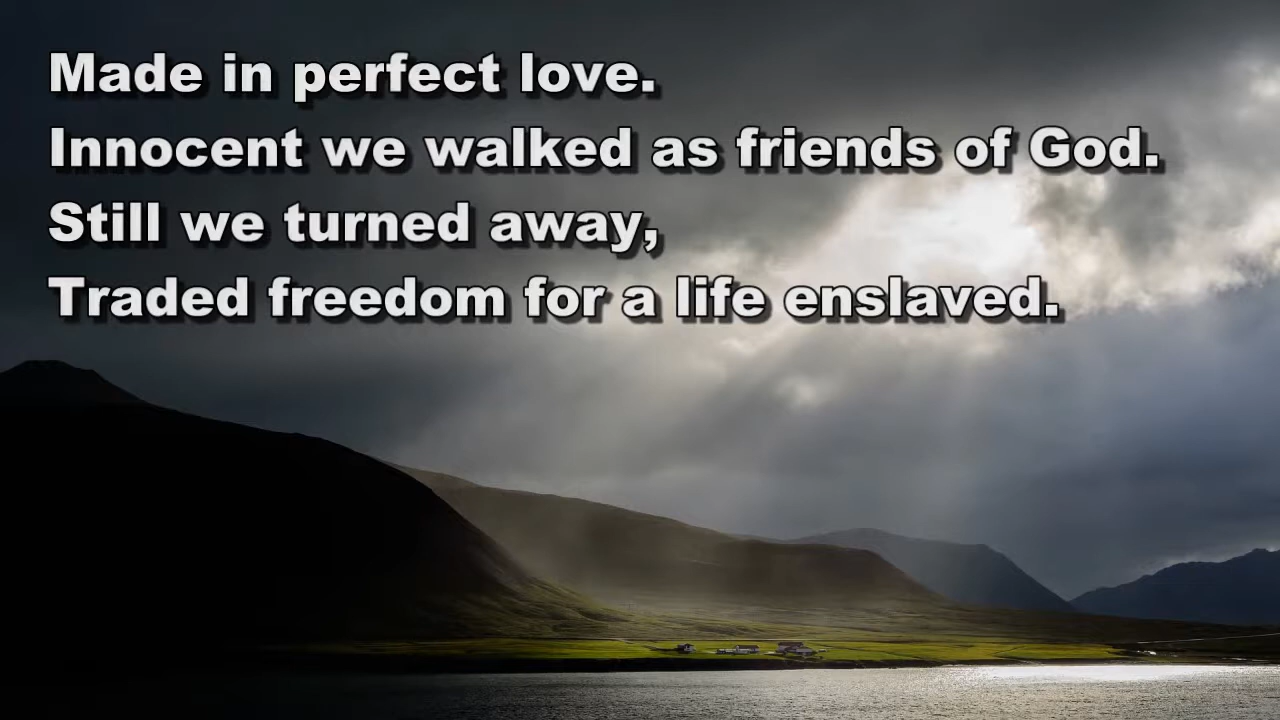 Made in perfect love.
Innocent we walked as friends of God.
Still we turned away,
Traded freedom for a life enslaved.